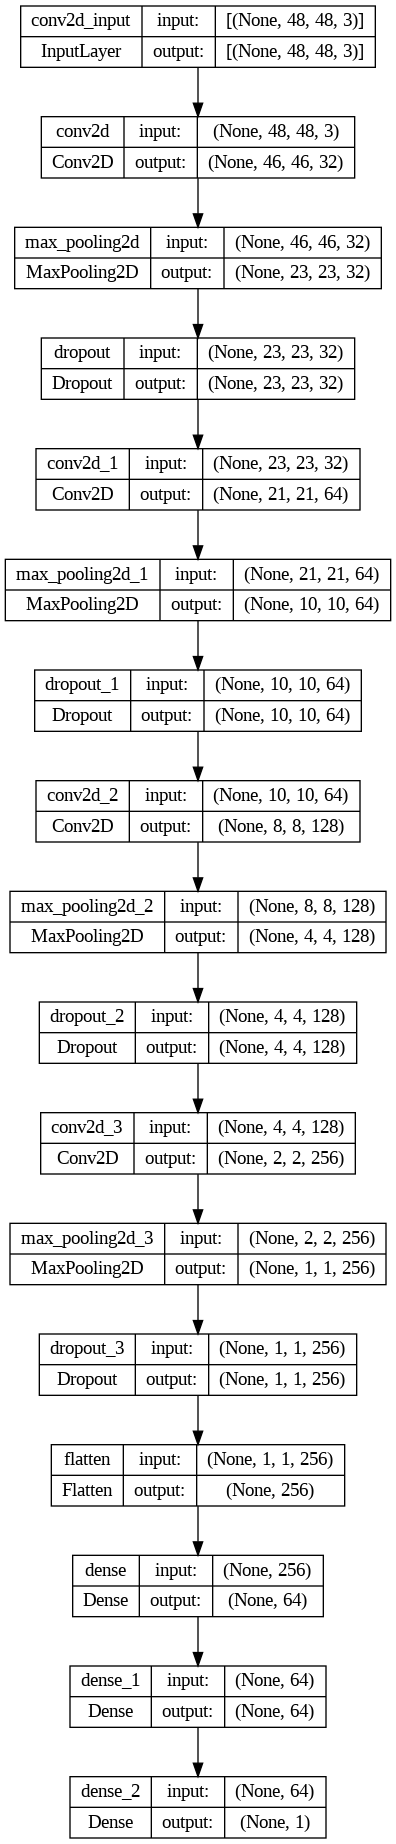 conv2d_input input: [(None, 48, 48, 3)]
InputLayer output: [(None, 48, 48, 3)]
conv2d input: (None, 48, 48, 3)
Conv2D output: (None, 46, 46, 32)
max_pooling2d input: (None, 46, 46, 32)
MaxPooling2D output: (None, 23, 23, 32)
dropout input: (None, 23, 23, 32)
Dropout output: (None, 23, 23, 32)
conv2d_1 input: (None, 23, 23, 32)
Conv2D output: (None, 21, 21, 64)
max_pooling2d_1 input: (None, 21, 21, 64)
MaxPooling2D output: (None, 10, 10, 64)
dropout_1 input: (None, 10, 10, 64)
Dropout output: (None, 10, 10, 64)
conv2d_2 input: (None, 10, 10, 64)
Conv2D output: (None, 8, 8, 128)
max_pooling2d_2 input: (None, 8, 8, 128)
MaxPooling2D output: (None, 4, 4, 128)
dropout_2 input: (None, 4, 4, 128)
Dropout output: (None, 4, 4, 128)
conv2d_3 input: (None, 4, 4, 128)
Conv2D output: (None, 2, 2, 256)
max_pooling2d_3 input: (None, 2, 2, 256)
MaxPooling2D output: (None, 1, 1, 256)
dropout_3 input: (None, 1, 1, 256)
Dropout output: (None, 1, 1, 256)
flatten input: (None, 1, 1, 256)
Flatten output: (None, 256)
dense input: (None, 256)
Dense output: (None, 64)
dense_1 input: (None, 64)
Dense output: (None, 64)
dense_2 input: (None, 64)
Dense output: (None, 1)